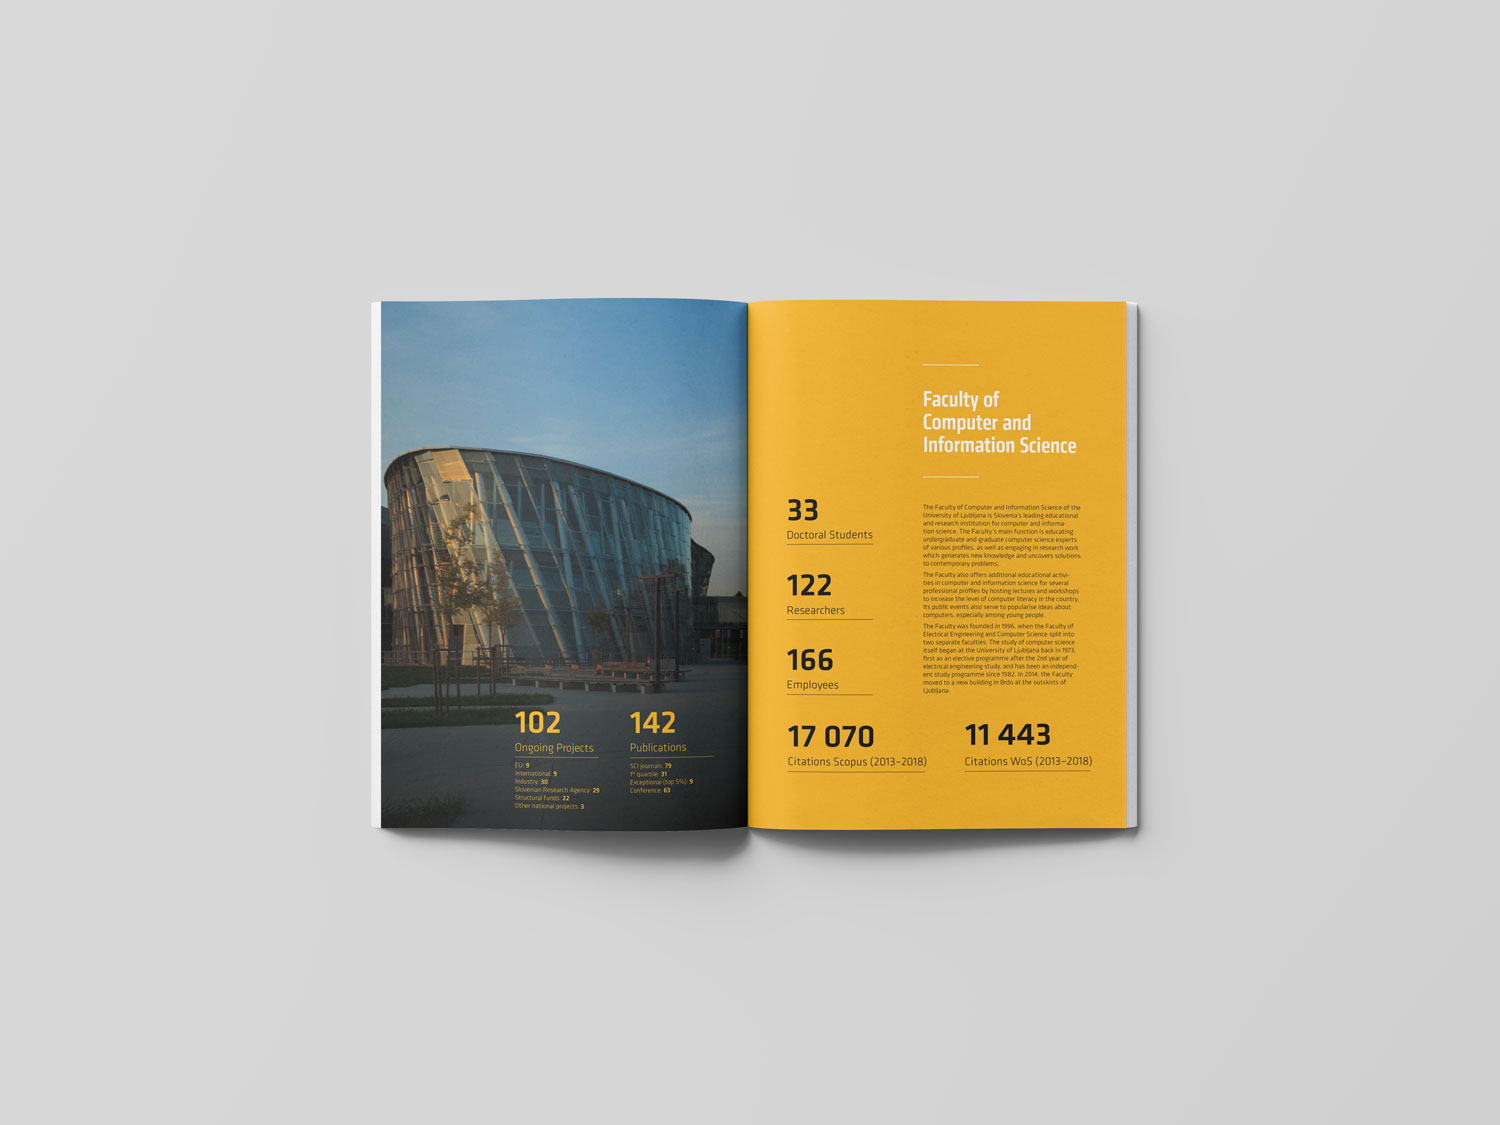 102
Ongoing Projects
EU: 9
International: 9
Industry: 30
Slovenian Research Agency: 29
Structural funds: 22
Other national projects: 3
142
Publications
SCI journals: 79
1st quartile: 31
Exceptional (top 5%): 9
Conference: 63
Faculty of
Computer and
Information Science
33
Doctoral Students
122
Researchers
166
Employees
The Faculty of Computer and Information Science of the
University of Ljubljana is Slovenia's leading educational
and research institution for computer and informa-
tion science. The Faculty's main function is educating
undergraduate and graduate computer science experts
of various profiles, as well as engaging in research work
which generates new knowledge and uncovers solutions
to contemporary problems.
The Faculty also offers additional educational activi-
ties in computer and information science for several
professional profiles by hosting lectures and workshops
to increase the level of computer literacy in the country.
Its public events also serve to popularise ideas about
computers, especially among young people.
The Faculty was founded in 1996, when the Faculty of
Electrical Engineering and Computer Science split into
two separate faculties. The study of computer science
itself began at the University of Ljubljana back in 1973,
first as an elective programme after the 2nd year of
electrical engineering study, and has been an independ-
ent study programme since 1982. In 2014, the Faculty
moved to a new building in Brdo at the outskirts of
Ljubljana.
17 070
Citations Scopus (2013–2018)
11 443
Citations WoS (2013–2018)